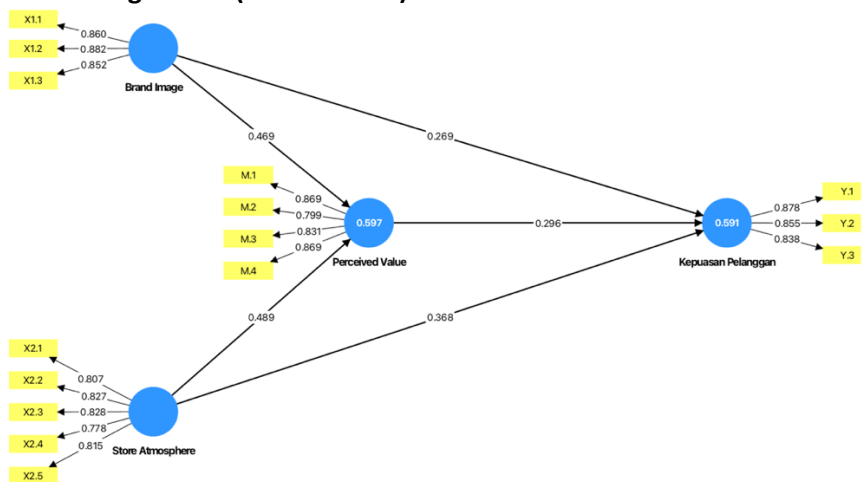 X1.1
0.860
X1.2
0.882
0.852
X1.3
Brand Image
0.469
0.269
M.1
0.869
M.2
0.799
0.831
M.3
0.869
M.4
0.597
Perceived Value
0.296
0.591
Kepuasan Pelanggan
Y.1
0.878
0.855
Y.2
0.838
Y.3
0.489
0.368
X2.1
0.807
X2.2
0.827
X2.3
0.828
0.778
X2.4
0.815
X2.5
Store Atmosphere